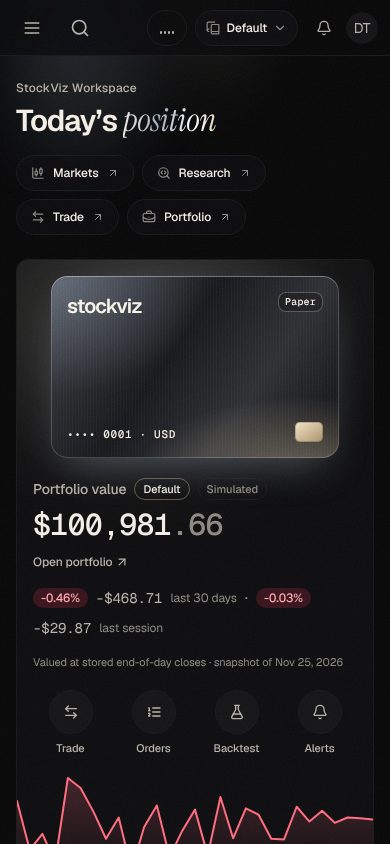 .... Default DT
StockViz Workspace
Today's position
Markets Research
Trade Portfolio
stockviz Paper
•••• 0001 · USD
Portfolio value Default Simulated
$100,981.66
Open portfolio
-0.46% -$468.71 last 30 days · -0.03%
-$29.87 last session
Valued at stored end-of-day closes · snapshot of Nov 25, 2026
Trade Orders Backtest Alerts